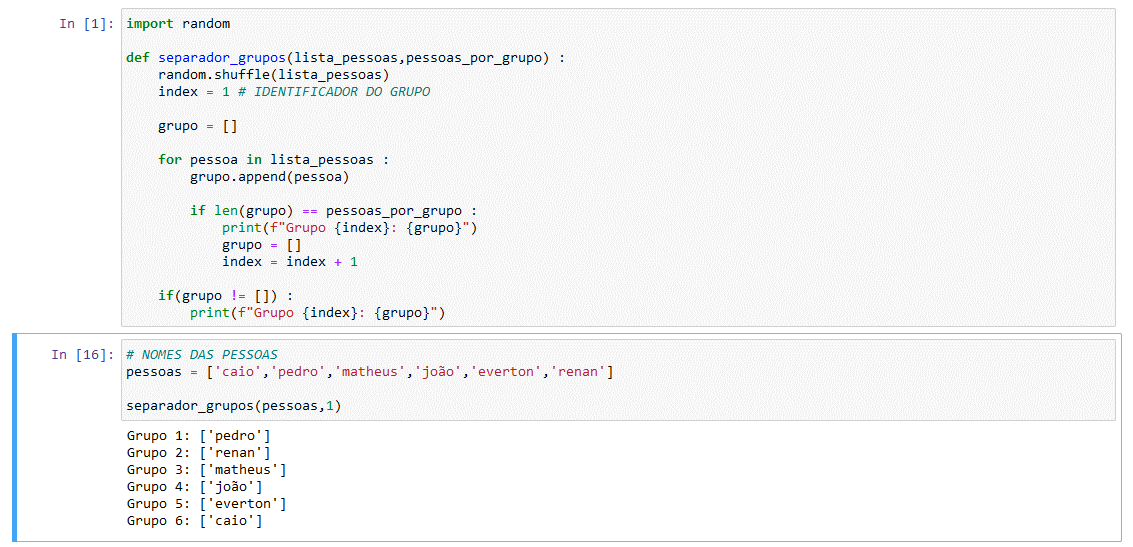 In [1]: import random
def separador_grupos(lista_pessoas,pessoas_por_grupo) :
    random.shuffle(lista_pessoas)
    index = 1 # IDENTIFICADOR DO GRUPO
    grupo = []
    for pessoa in lista_pessoas :
        grupo.append(pessoa)
        if len(grupo) == pessoas_por_grupo :
            print(f"Grupo {index}: {grupo}")
            grupo = []
            index = index + 1
    if(grupo != []) :
        print(f"Grupo {index}: {grupo}")
In [16]: # NOMES DAS PESSOAS
pessoas = ['caio','pedro','matheus','joão','everton','renan']
separador_grupos(pessoas,1)
Grupo 1: ['pedro']
Grupo 2: ['renan']
Grupo 3: ['matheus']
Grupo 4: ['joão']
Grupo 5: ['everton']
Grupo 6: ['caio']